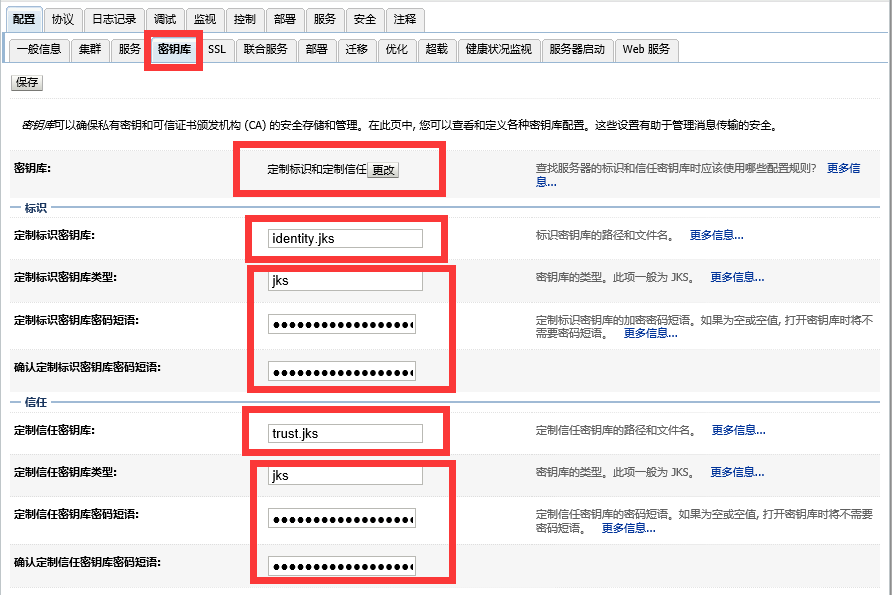 配置 协议 日志记录 调试 监视 控制 部署 服务 安全 注释
一般信息 集群 服务 密钥库 SSL 联合服务 部署 迁移 优化 超载 健康状况监视 服务器启动 Web 服务
保存
密钥库可以确保私有密钥和可信证书颁发机构 (CA) 的安全存储和管理。在此页中, 您可以查看和定义各种密钥库配置。这些设置有助于管理消息传输的安全。
密钥库: 定制标识和定制信任 更改 查找服务器的标识和信任密钥库时应该使用哪些配置规则? 更多信
息...
标识
定制标识密钥库: identity.jks 标识密钥库的路径和文件名。 更多信息...
定制标识密钥库类型: jks 密钥库的类型。此项一般为 JKS。 更多信息...
定制标识密钥库密码短语: ●●●●●●●●●●●●●●●●●● 定制标识密钥库的加密密码短语。如果为空或空值, 打开密钥库时将不
需要密码短语。 更多信息...
确认定制标识密钥库密码短语: ●●●●●●●●●●●●●●●●●●
信任
定制信任密钥库: trust.jks 定制信任密钥库的路径和文件名。 更多信息...
定制信任密钥库类型: jks 密钥库的类型。此项一般为 JKS。 更多信息...
定制信任密钥库密码短语: ●●●●●●●●●●●●●●●●●● 定制信任密钥库的密码短语。如果为空或空值, 打开密钥库时将不需要
密码短语。 更多信息...
确认定制信任密钥库密码短语: ●●●●●●●●●●●●●●●●●●